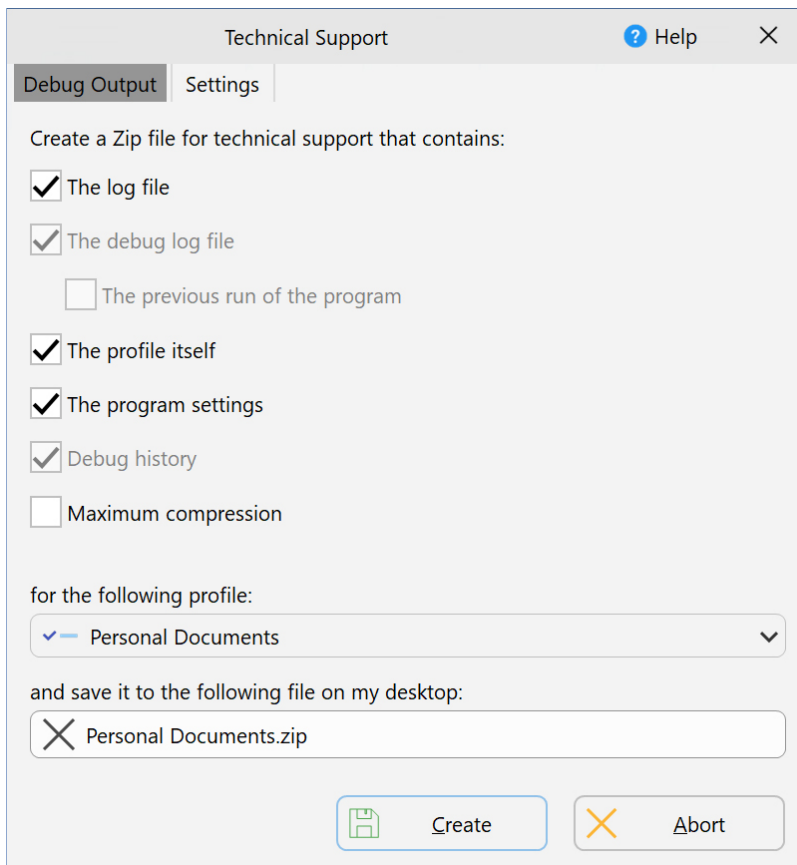 Technical Support
Help
Debug Output
Settings
Create a Zip file for technical support that contains:
The log file
The debug log file
The previous run of the program
The profile itself
The program settings
Debug history
Maximum compression
for the following profile:
Personal Documents
and save it to the following file on my desktop:
Personal Documents.zip
Create
Abort